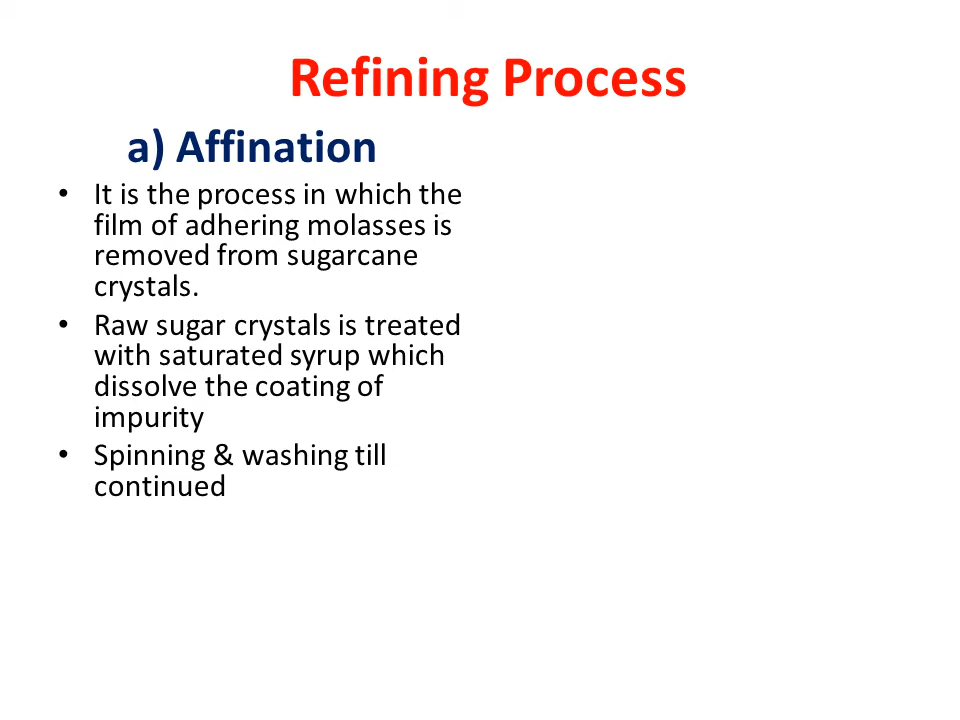 Refining Process
a) Affination
• It is the process in which the
film of adhering molasses is
removed from sugarcane
crystals.
• Raw sugar crystals is treated
with saturated syrup which
dissolve the coating of
impurity
• Spinning & washing till
continued